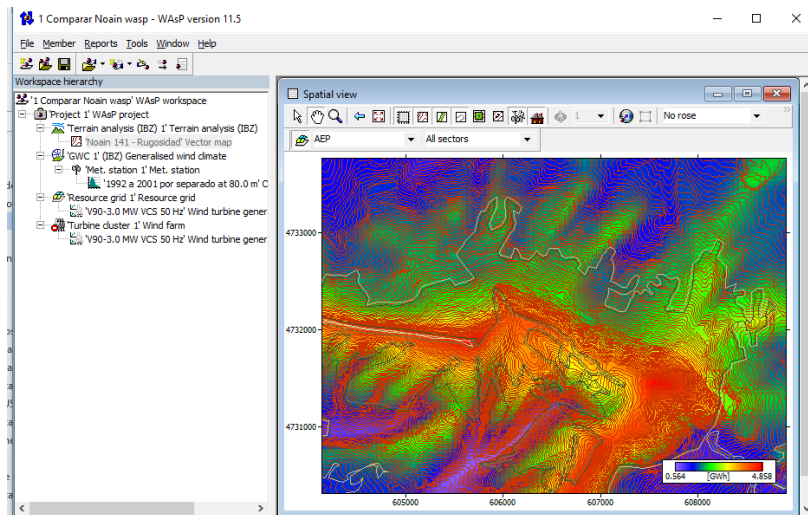 1 Comparar Noain wasp - WAsP version 11.5
File Member Reports Tools Window Help
Workspace hierarchy
'1 Comparar Noain wasp' WAsP workspace
'Project 1' WAsP project
Terrain analysis (IBZ) 1' Terrain analysis (IBZ)
'Noain 141 - Rugosidad' Vector map
'GWC 1' (IBZ) Generalised wind climate
'Met. station 1' Met. station
'1992 a 2001 por separado at 80.0 m' O
'Resource grid 1' Resource grid
'V90-3.0 MW VCS 50 Hz' Wind turbine gener
'Turbine cluster 1' Wind farm
'V90-3.0 MW VCS 50 Hz' Wind turbine gener
Spatial view
1 No rose
AEP All sectors
4733000
4732000
4731000
0.564 [GWh] 4.858
605000 606000 607000 608000